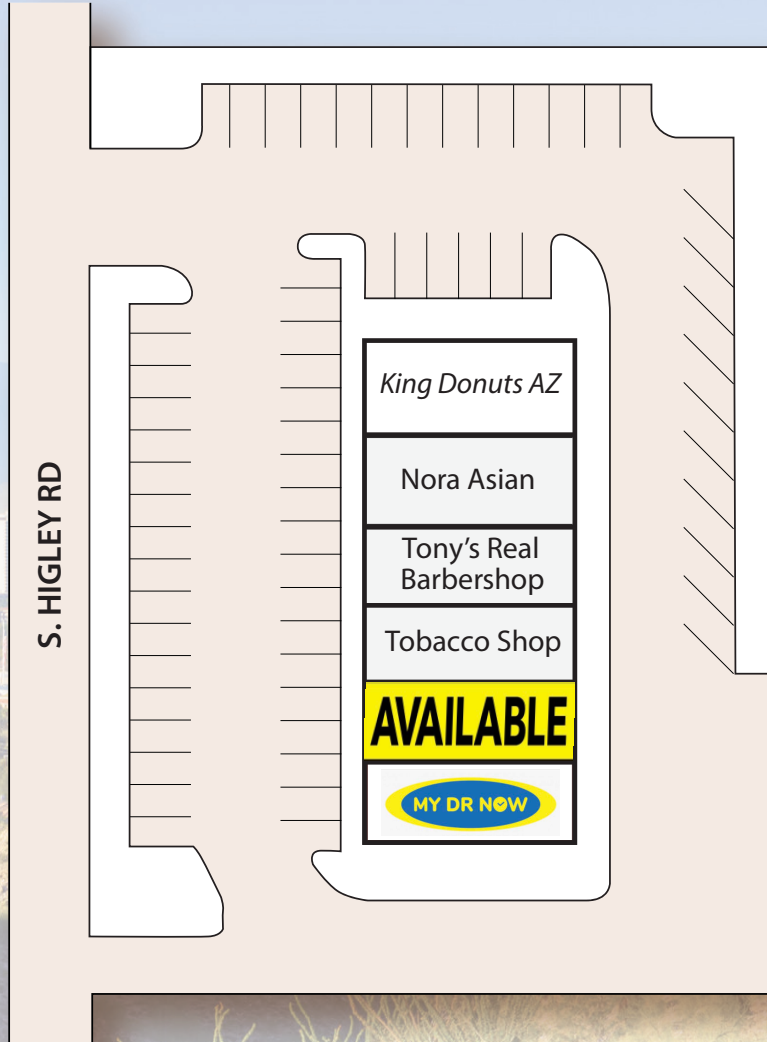 S. HIGLEY RD
King Donuts AZ
Nora Asian
Tony's Real
Barbershop
Tobacco Shop
AVAILABLE
MY DR NOW